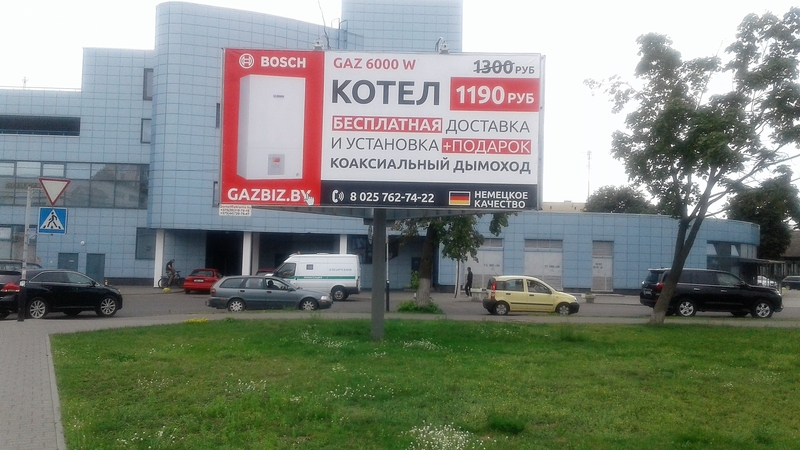 BOSCH
GAZ 6000 W
1300 РУБ
КОТЕЛ
1190 РУБ
БЕСПЛАТНАЯ ДОСТАВКА
И УСТАНОВКА +ПОДАРОК
КОАКСИАЛЬНЫЙ ДЫМОХОД
GAZBIZ.BY
8 025 762-74-22
НЕМЕЦКОЕ
КАЧЕСТВО